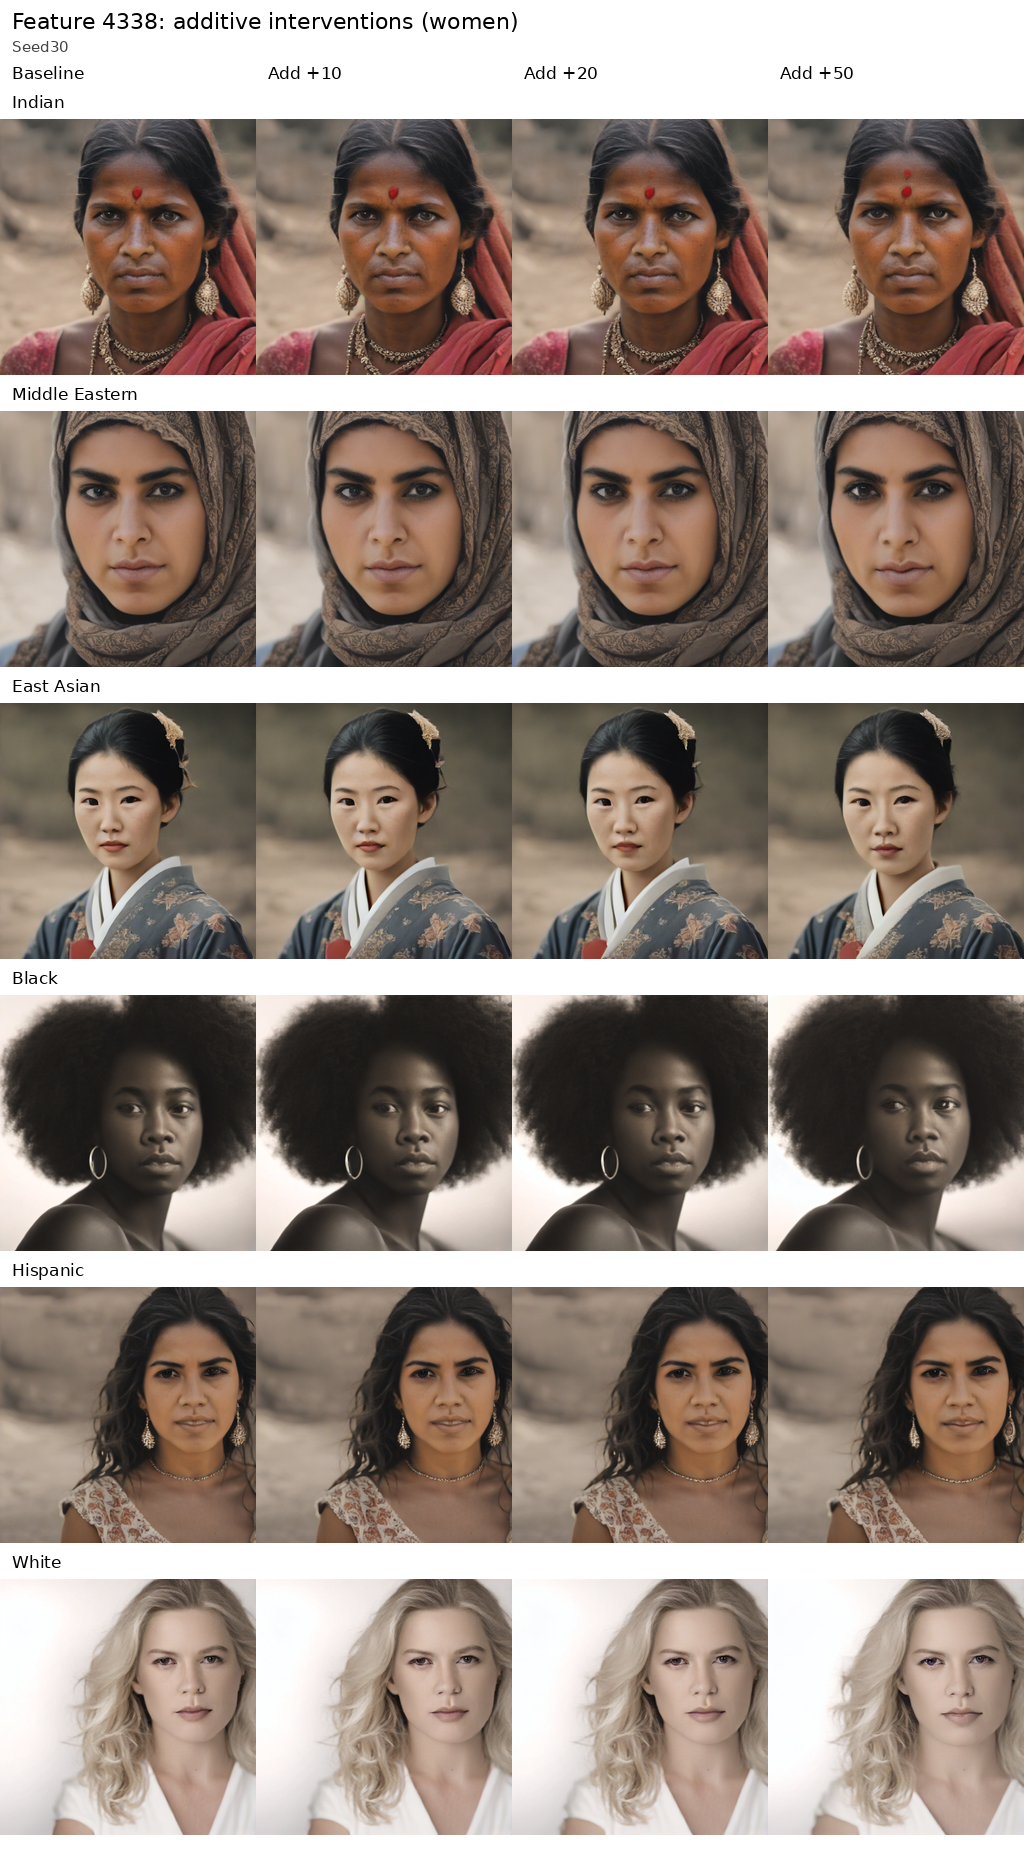 Feature 4338: additive interventions (women)
Seed30
Baseline Add +10 Add +20 Add +50
Indian
Middle Eastern
East Asian
Black
Hispanic
White